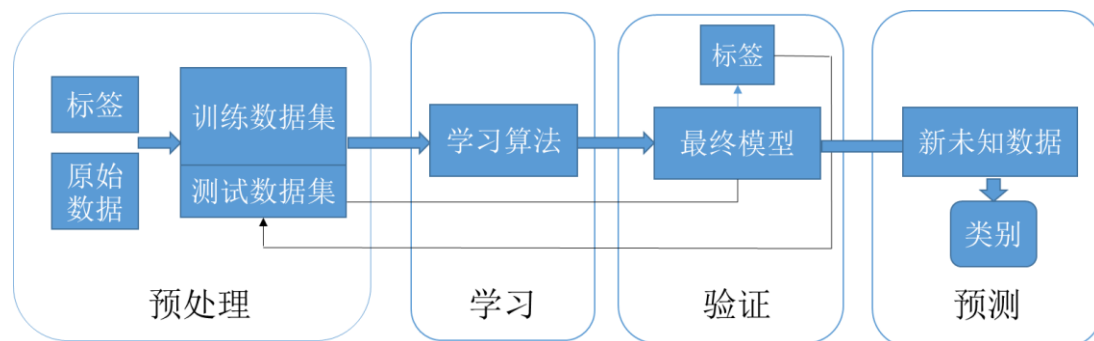 标签
原始
数据
训练数据集
测试数据集
预处理
学习算法
学习
标签
最终模型
验证
新未知数据
类别
预测